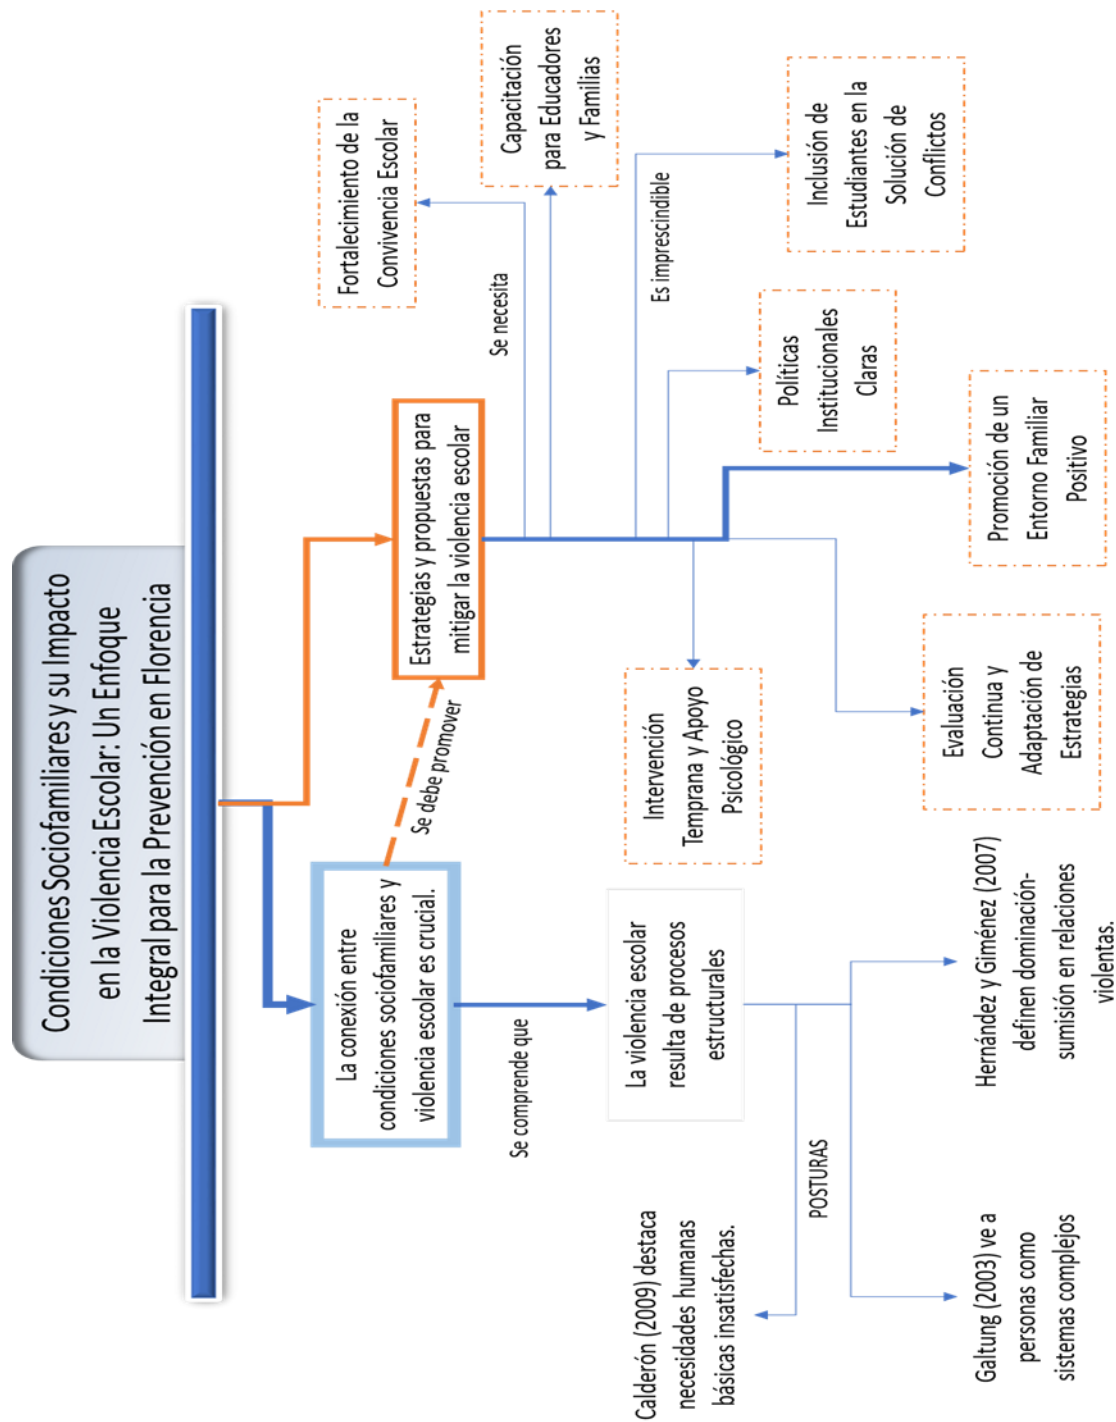 Condiciones Sociofamiliares y su Impacto
en la Violencia Escolar: Un Enfoque
Integral para la Prevención en Florencia
La conexión entre
condiciones sociofamiliares y
violencia escolar es crucial.
Se debe promover
Estrategias y propuestas para
mitigar la violencia escolar
Se comprende que
La violencia escolar
resulta de procesos
estructurales
POSTURAS
Calderón (2009) destaca
necesidades humanas
básicas insatisfechas.
Galtung (2003) ve a
personas como
sistemas complejos
Hernández y Giménez (2007)
definen dominación-
sumisión en relaciones
violentas.
Se necesita
Fortalecimiento de la
Convivencia Escolar
Capacitación
para Educadores
y Familias
Es imprescindible
Inclusión de
Estudiantes en la
Solución de
Conflictos
Políticas
Institucionales
Claras
Intervención
Temprana y Apoyo
Psicológico
Promoción de un
Entorno Familiar
Positivo
Evaluación
Continua y
Adaptación de
Estrategias